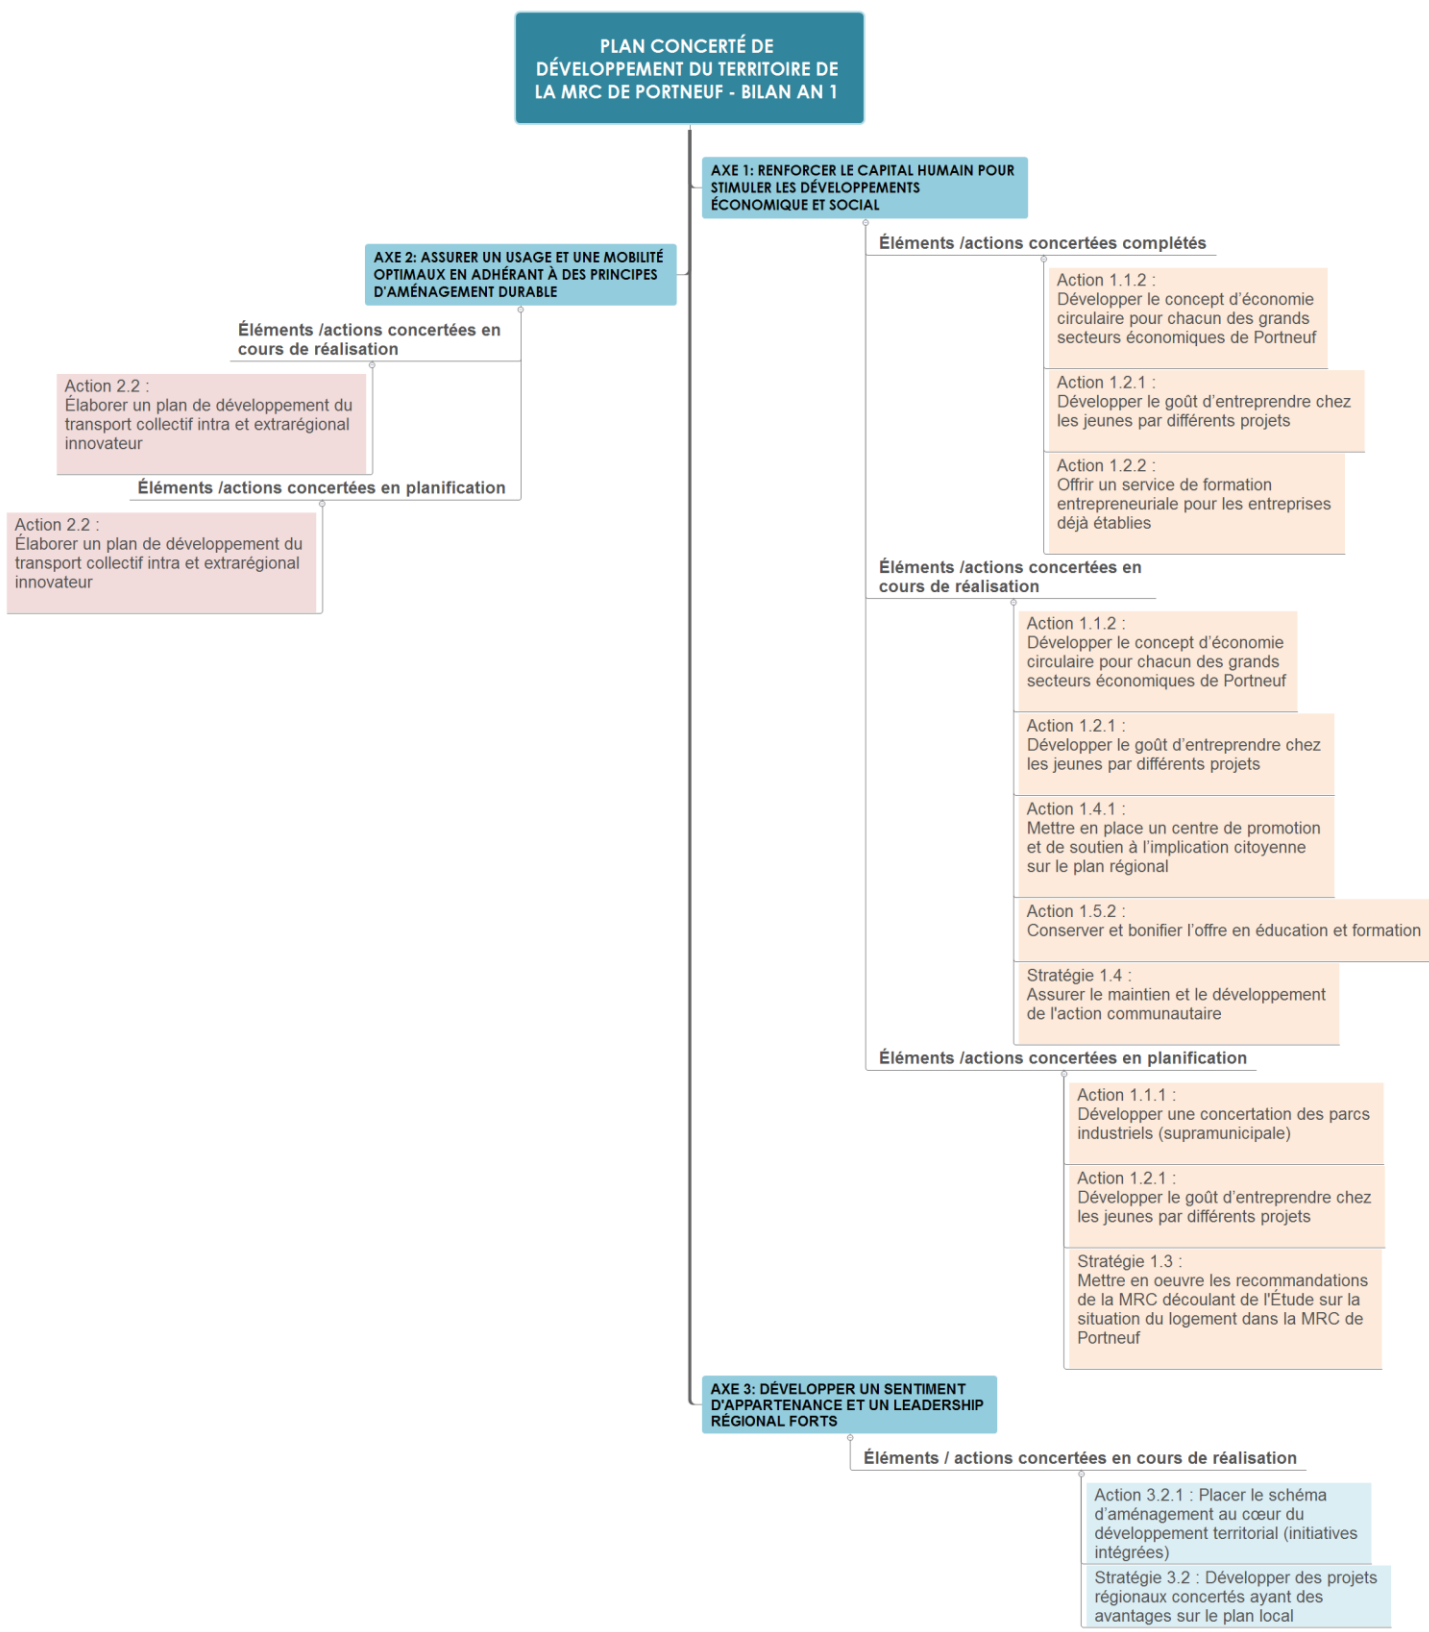 PLAN CONCERTÉ DE
DÉVELOPPEMENT DU TERRITOIRE DE
LA MRC DE PORTNEUF - BILAN AN 1
AXE 1: RENFORCER LE CAPITAL HUMAIN POUR
STIMULER LES DÉVELOPPEMENTS
ÉCONOMIQUE ET SOCIAL
Éléments /actions concertées complétés
Action 1.1.2 :
Développer le concept d’économie
circulaire pour chacun des grands
secteurs économiques de Portneuf
Action 1.2.1 :
Développer le goût d’entreprendre chez
les jeunes par différents projets
Action 1.2.2 :
Offrir un service de formation
entrepreneuriale pour les entreprises
déjà établies
Éléments /actions concertées en
cours de réalisation
Action 1.1.2 :
Développer le concept d’économie
circulaire pour chacun des grands
secteurs économiques de Portneuf
Action 1.2.1 :
Développer le goût d’entreprendre chez
les jeunes par différents projets
Action 1.4.1 :
Mettre en place un centre de promotion
et de soutien à l’implication citoyenne
sur le plan régional
Action 1.5.2 :
Conserver et bonifier l’offre en éducation et formation
Stratégie 1.4 :
Assurer le maintien et le développement
de l'action communautaire
Éléments /actions concertées en planification
Action 1.1.1 :
Développer une concertation des parcs
industriels (supramunicipale)
Action 1.2.1 :
Développer le goût d’entreprendre chez
les jeunes par différents projets
Stratégie 1.3 :
Mettre en oeuvre les recommandations
de la MRC découlant de l'Étude sur la
situation du logement dans la MRC de
Portneuf
AXE 2: ASSURER UN USAGE ET UNE MOBILITÉ
OPTIMAUX EN ADHÉRANT À DES PRINCIPES
D'AMÉNAGEMENT DURABLE
Éléments /actions concertées en
cours de réalisation
Action 2.2 :
Élaborer un plan de développement du
transport collectif intra et extrarégional
innovateur
Éléments /actions concertées en planification
Action 2.2 :
Élaborer un plan de développement du
transport collectif intra et extrarégional
innovateur
AXE 3: DÉVELOPPER UN SENTIMENT
D'APPARTENANCE ET UN LEADERSHIP
RÉGIONAL FORTS
Éléments / actions concertées en cours de réalisation
Action 3.2.1 : Placer le schéma
d’aménagement au cœur du
développement territorial (initiatives
intégrées)
Stratégie 3.2 : Développer des projets
régionaux concertés ayant des
avantages sur le plan local